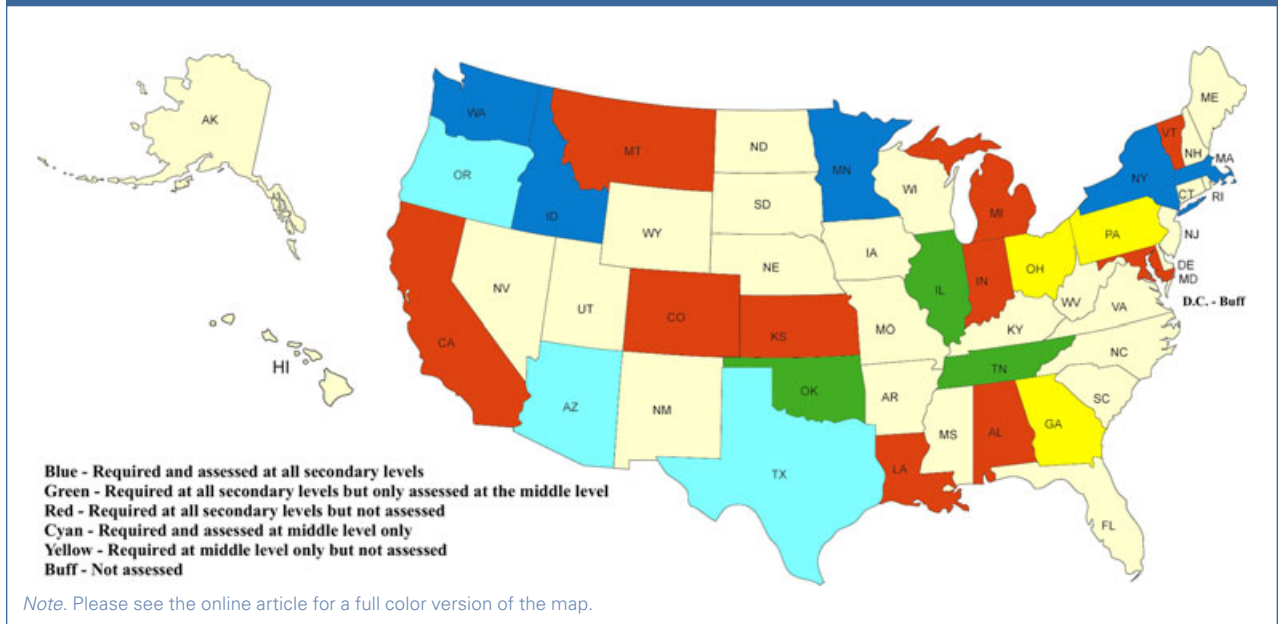 AK
WA
MT
ND
MN
ME
VT
NH
MA
NY
OR
ID
SD
WI
MI
CT
RI
WY
PA
NJ
IA
NE
OH
DE
MD
IL
IN
D.C. - Buff
NV
UT
CO
KS
MO
WV
VA
KY
CA
HI
NC
TN
OK
AZ
NM
AR
SC
MS
AL
GA
LA
TX
FL
Blue - Required and assessed at all secondary levels
Green - Required at all secondary levels but only assessed at the middle level
Red - Required at all secondary levels but not assessed
Cyan - Required and assessed at middle level only
Yellow - Required at middle level only but not assessed
Buff - Not assessed
Note. Please see the online article for a full color version of the map.